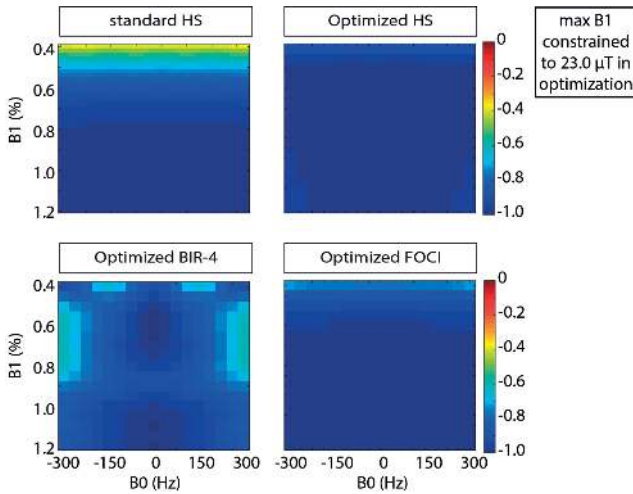 standard HS
Optimized HS
max B1
constrained
to 23.0 μT in
optimization
B1 (%)
0.4
0.6
0.8
1.0
1.2
0
-0.2
-0.4
-0.6
-0.8
-1.0
Optimized BIR-4
Optimized FOCI
B1 (%)
0.4
0.6
0.8
1.0
1.2
0
-0.2
-0.4
-0.6
-0.8
-1.0
-300 -150 0 150 300
-300 -150 0 150 300
B0 (Hz)
B0 (Hz)